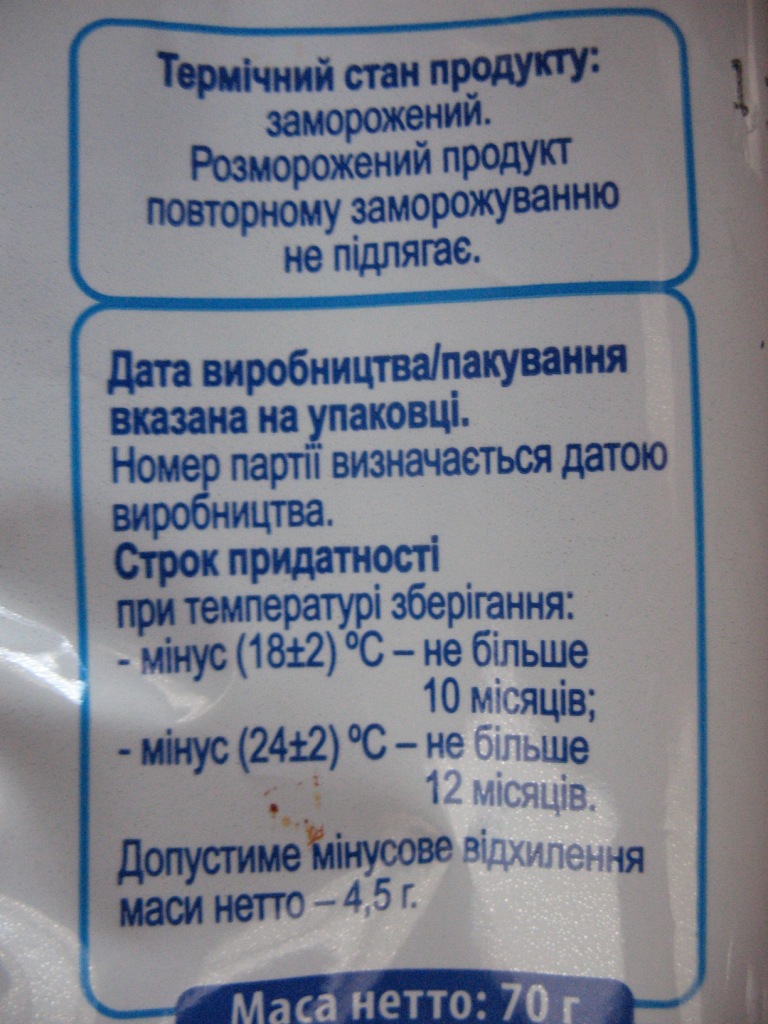 Термічний стан продукту:
заморожений.
Розморожений продукт
повторному заморожуванню
не підлягає.
Дата виробництва/пакування
вказана на упаковці.
Номер партії визначається датою
виробництва.
Строк придатності
при температурі зберігання:
- мінус (18±2) ºС – не більше
10 місяців;
- мінус (24±2) ºС – не більше
12 місяців.
Допустиме мінусове відхилення
маси нетто – 4,5 г.
Маса нетто: 70 г